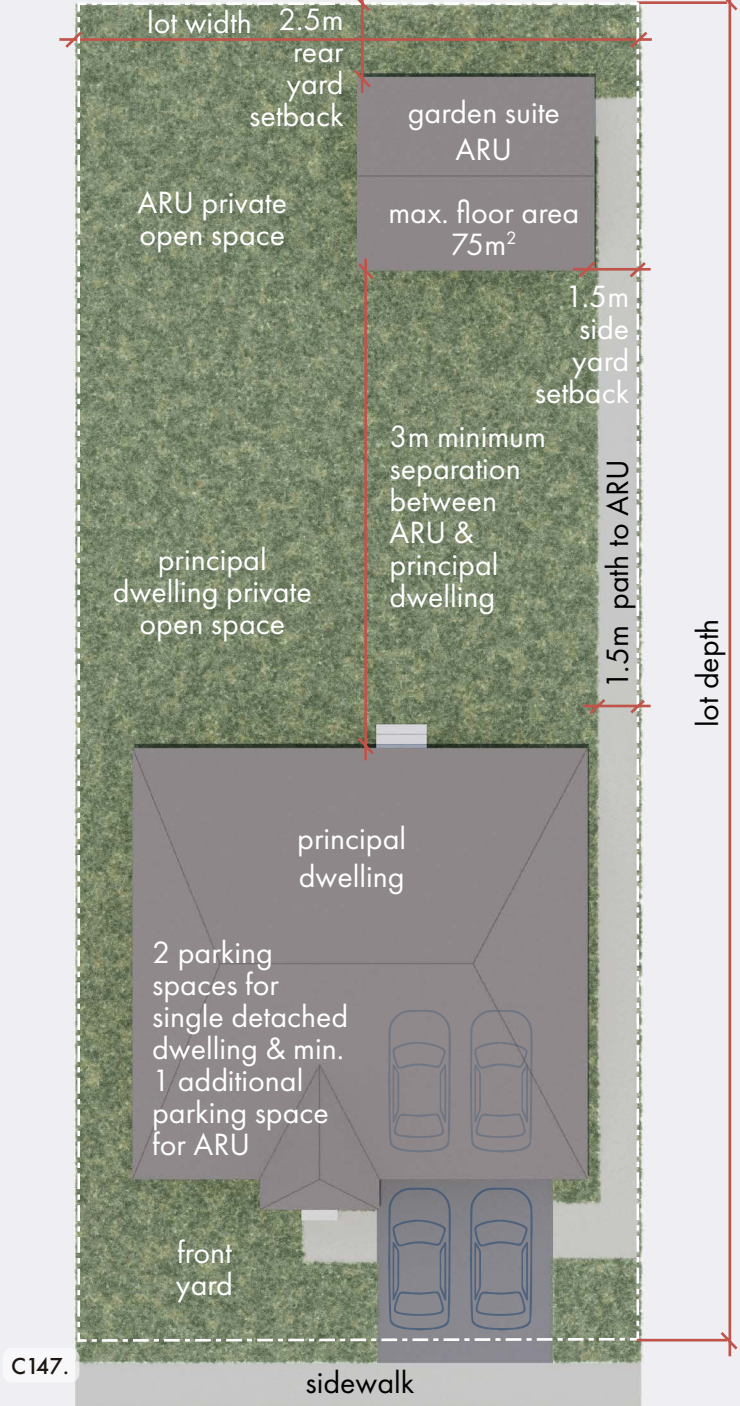 lot width
2.5m
rear
yard
setback
garden suite
ARU
max. floor area
75m²
ARU private
open space
1.5m
side
yard
setback
3m minimum
separation
between
ARU &
principal
dwelling
1.5m path to ARU
principal
dwelling private
open space
lot depth
principal
dwelling
2 parking
spaces for
single detached
dwelling & min.
1 additional
parking space
for ARU
front
yard
C147.
sidewalk